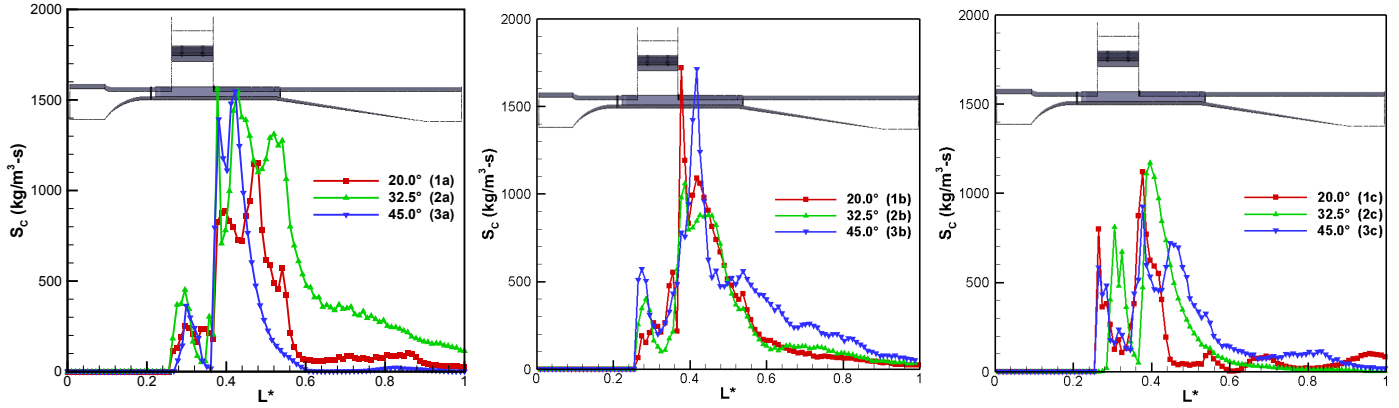 2000
1500
1000
500
0
S_C (kg/m³-s)
20.0° (1a)
32.5° (2a)
45.0° (3a)
0 0.2 0.4 0.6 0.8 1
L*
2000
1500
1000
500
0
S_C (kg/m³-s)
20.0° (1b)
32.5° (2b)
45.0° (3b)
0 0.2 0.4 0.6 0.8 1
L*
2000
1500
1000
500
0
S_C (kg/m³-s)
20.0° (1c)
32.5° (2c)
45.0° (3c)
0 0.2 0.4 0.6 0.8 1
L*